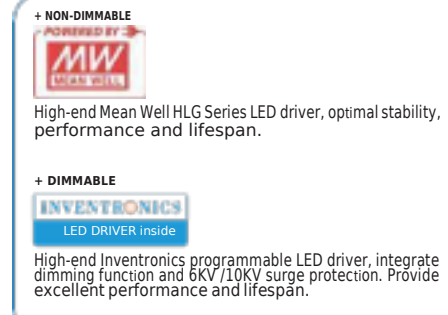 + NON-DIMMABLE
POWERED BY
MW
MEAN WELL
High-end Mean Well HLG Series LED driver, optimal stability,
performance and lifespan.
+ DIMMABLE
INVENTRONICS
LED DRIVER inside
High-end Inventronics programmable LED driver, integrate
dimming function and 6KV /10KV surge protection. Provide
excellent performance and lifespan.